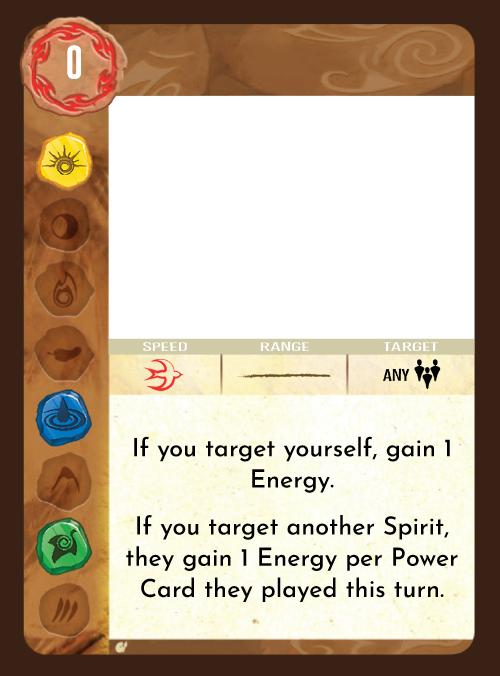 0
SPEED RANGE TARGET
ANY
If you target yourself, gain 1
Energy.
If you target another Spirit,
they gain 1 Energy per Power
Card they played this turn.